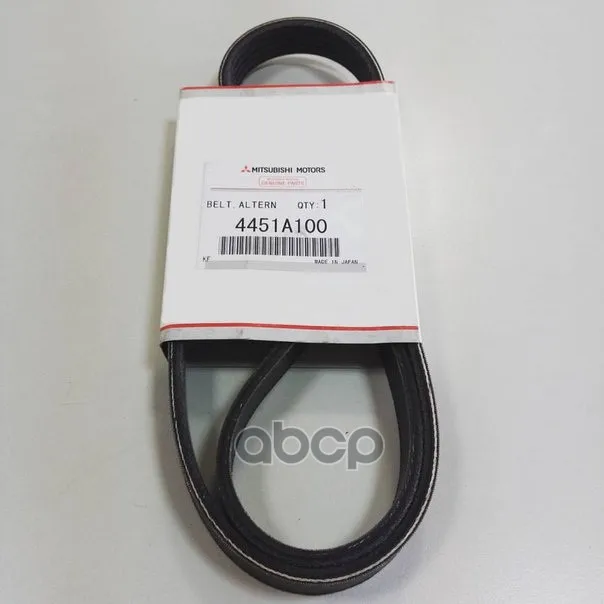 MITSUBISHI MOTORS
GENUINE PARTS
BELT, ALTERN QTY:1
4451A100
KF MADE IN JAPAN
abcp